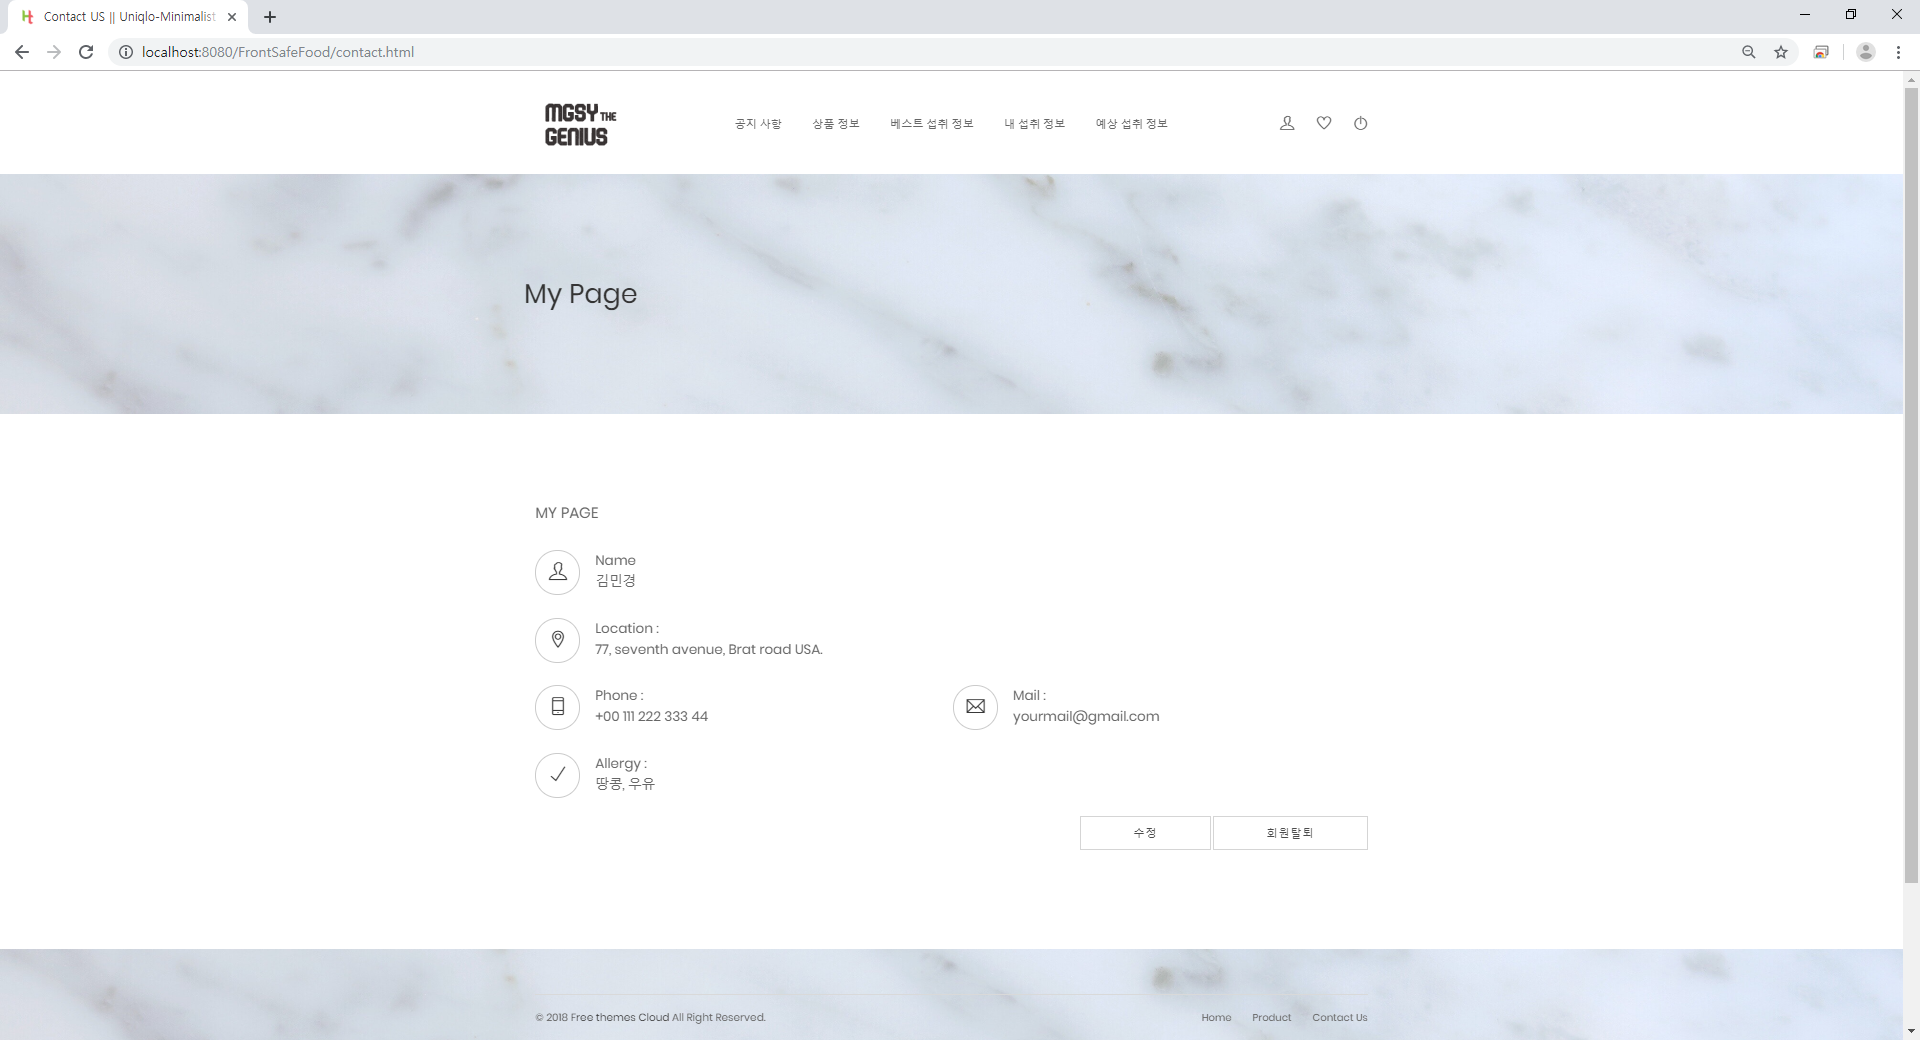 Contact US || Uniqlo-Minimalist
localhost:8080/FrontSafeFood/contact.html
MGSY THE
GENIUS
공지 사항 상품 정보 베스트 섭취 정보 내 섭취 정보 예상 섭취 정보
My Page
MY PAGE
Name
김민경
Location :
77, seventh avenue, Brat road USA.
Phone :
+00 111 222 333 44
Mail :
yourmail@gmail.com
Allergy :
땅콩, 우유
수정 회원탈퇴
© 2018 Free themes Cloud All Right Reserved.
Home Product Contact Us